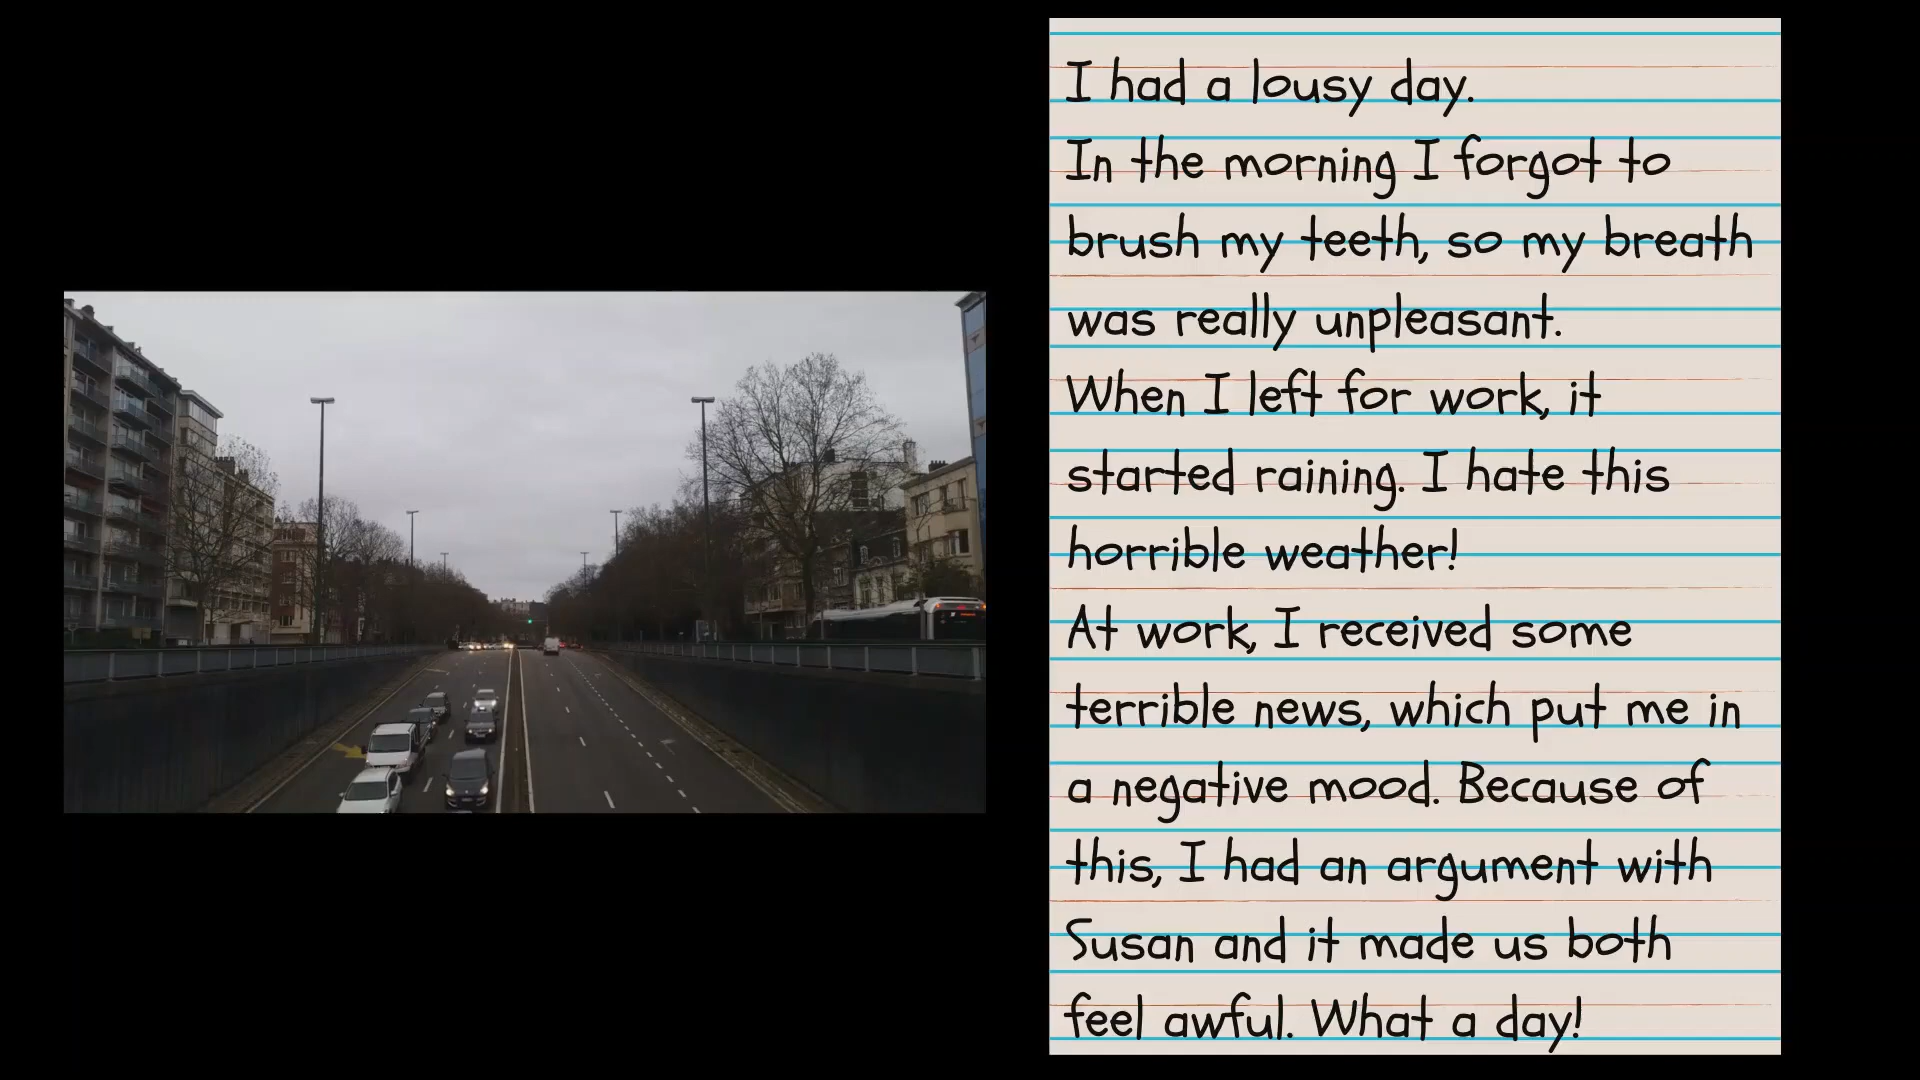 I had a lousy day.
In the morning I forgot to
brush my teeth, so my breath
was really unpleasant.
When I left for work, it
started raining. I hate this
horrible weather!
At work, I received some
terrible news, which put me in
a negative mood. Because of
this, I had an argument with
Susan and it made us both
feel awful. What a day!